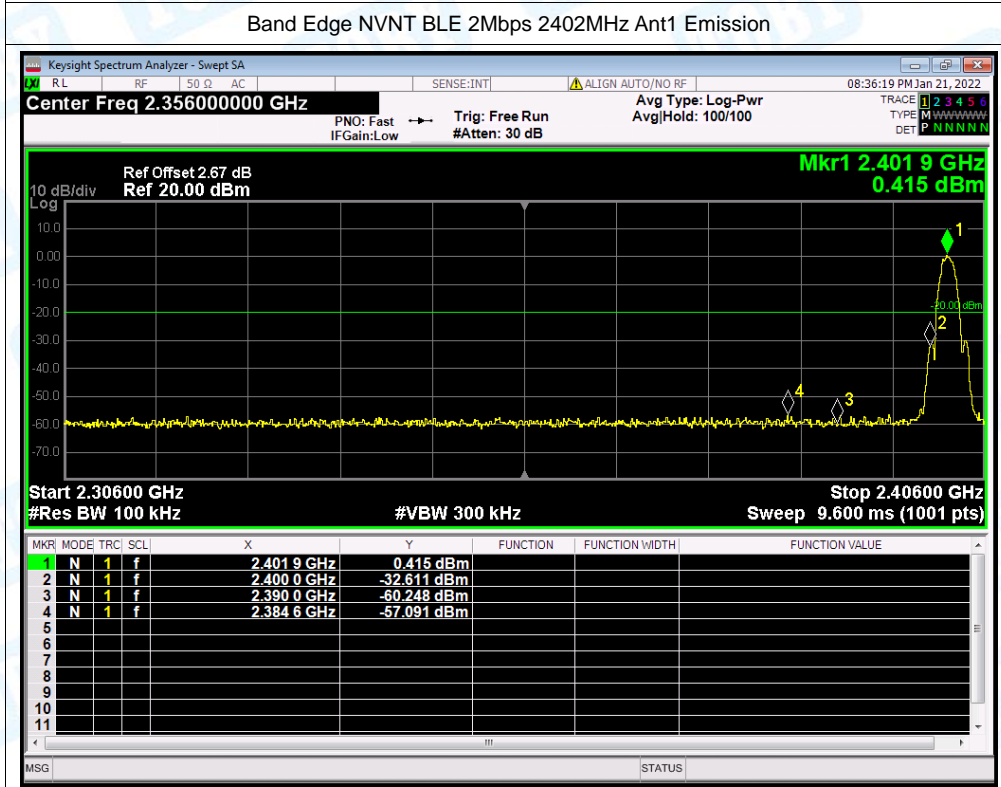 Band Edge NVNT BLE 2Mbps 2402MHz Ant1 Emission
Keysight Spectrum Analyzer - Swept SA
LXI RL RF 50 Ω AC SENSE:INT ALIGN AUTO/NO RF 08:36:19 PM Jan 21, 2022
Center Freq 2.356000000 GHz
PNO: Fast
IFGain:Low
Trig: Free Run
#Atten: 30 dB
Avg Type: Log-Pwr
Avg|Hold: 100/100
TRACE 1 2 3 4 5 6
TYPE M WWWWW
DET P N N N N N
Mkr1 2.401 9 GHz
0.415 dBm
Ref Offset 2.67 dB
10 dB/div Ref 20.00 dBm
Log
10.0
0.00
-10.0
-20.0
-30.0
-40.0
-50.0
-60.0
-70.0
1
-20.00 dBm
2
4
3
Start 2.30600 GHz Stop 2.40600 GHz
#Res BW 100 kHz #VBW 300 kHz Sweep 9.600 ms (1001 pts)
MKR MODE TRC SCL X Y FUNCTION FUNCTION WIDTH FUNCTION VALUE
1 N 1 f 2.401 9 GHz 0.415 dBm
2 N 1 f 2.400 0 GHz -32.611 dBm
3 N 1 f 2.390 0 GHz -60.248 dBm
4 N 1 f 2.384 6 GHz -57.091 dBm
5
6
7
8
9
10
11
MSG STATUS